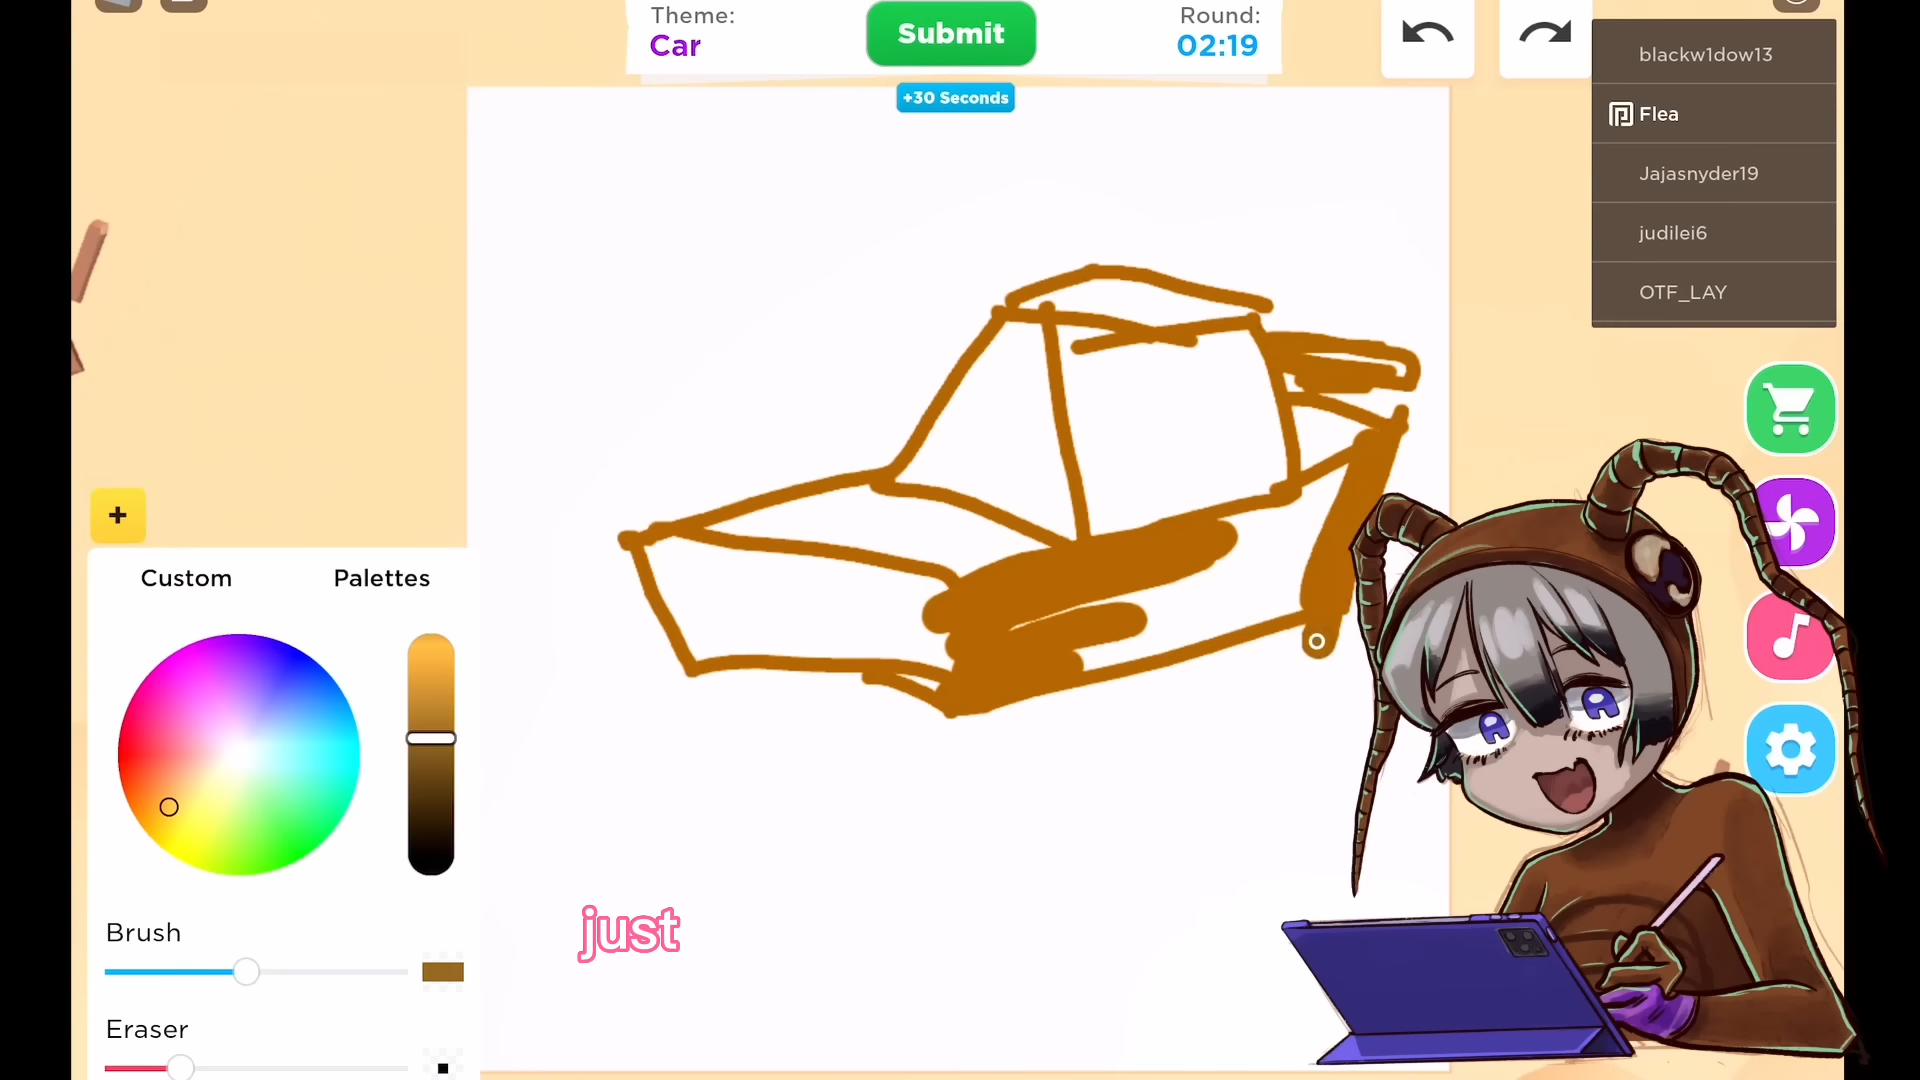 Theme:
Car
Submit
Round:
02:19
+30 Seconds
blackw1dow13
Flea
Jajasnyder19
judilei6
OTF_LAY
+
Custom
Palettes
Brush
Eraser
just